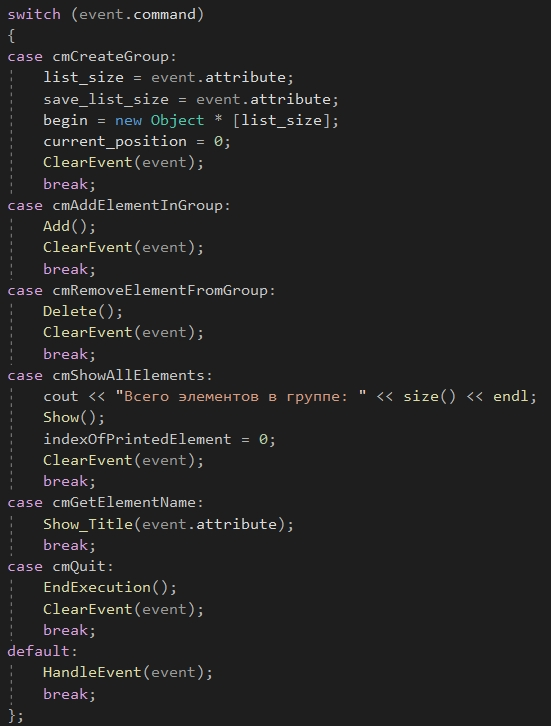 switch (event.command)
{
case cmCreateGroup:
    list_size = event.attribute;
    save_list_size = event.attribute;
    begin = new Object * [list_size];
    current_position = 0;
    ClearEvent(event);
    break;
case cmAddElementInGroup:
    Add();
    ClearEvent(event);
    break;
case cmRemoveElementFromGroup:
    Delete();
    ClearEvent(event);
    break;
case cmShowAllElements:
    cout << "Всего элементов в группе: " << size() << endl;
    Show();
    indexOfPrintedElement = 0;
    ClearEvent(event);
    break;
case cmGetElementName:
    Show_Title(event.attribute);
    break;
case cmQuit:
    EndExecution();
    ClearEvent(event);
    break;
default:
    HandleEvent(event);
    break;
};